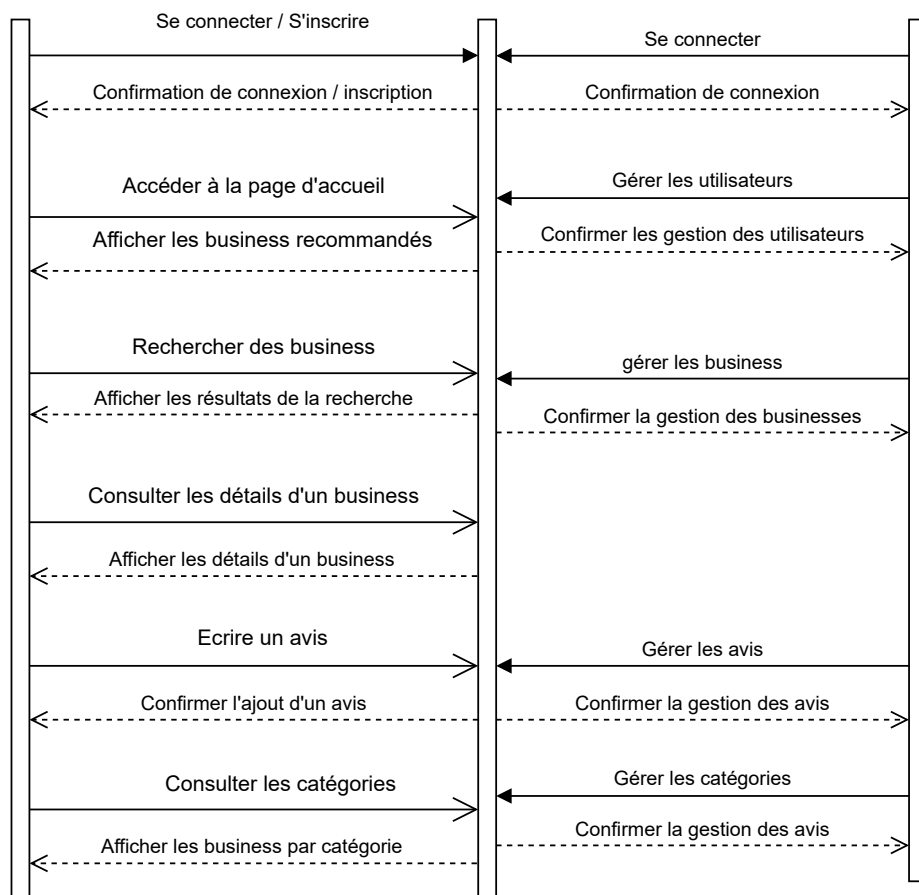 Se connecter / S'inscrire
Se connecter
Confirmation de connexion / inscription
Confirmation de connexion
Accéder à la page d'accueil
Gérer les utilisateurs
Afficher les business recommandés
Confirmer les gestion des utilisateurs
Rechercher des business
gérer les business
Afficher les résultats de la recherche
Confirmer la gestion des businesses
Consulter les détails d'un business
Afficher les détails d'un business
Ecrire un avis
Gérer les avis
Confirmer l'ajout d'un avis
Confirmer la gestion des avis
Consulter les catégories
Gérer les catégories
Afficher les business par catégorie
Confirmer la gestion des avis